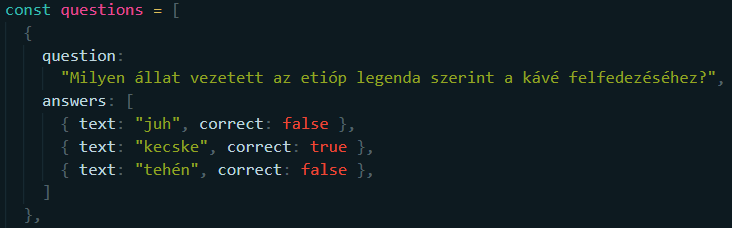 const questions = [
{
question:
"Milyen állat vezetett az etióp legenda szerint a kávé felfedezéséhez?",
answers: [
{ text: "juh", correct: false },
{ text: "kecske", correct: true },
{ text: "tehén", correct: false },
]
},